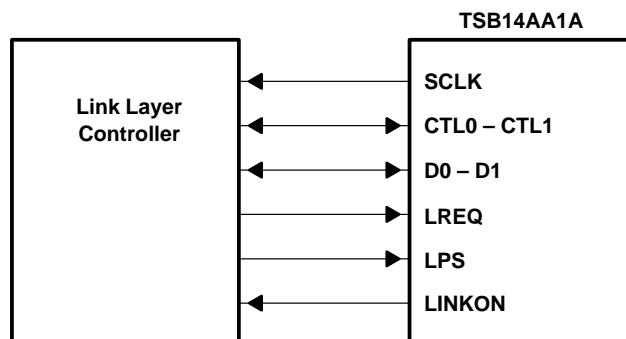 TSB14AA1A
Link Layer
Controller
SCLK
CTL0 – CTL1
D0 – D1
LREQ
LPS
LINKON